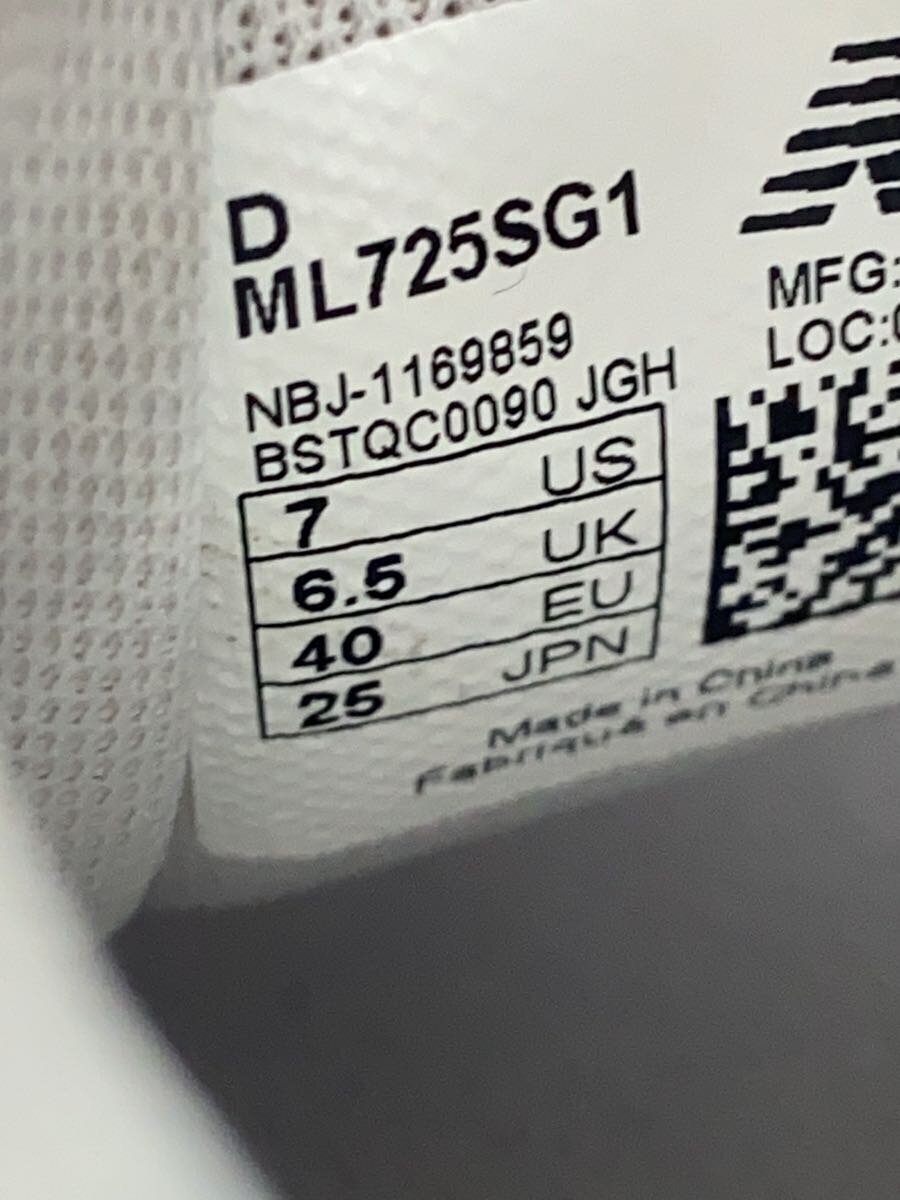 D
ML725SG1
NBJ-1169859
BSTQC0090 JGH
7 US
6.5 UK
40 EU
25 JPN
MFG:
LOC:
Made in China
Fabriqué en Chine